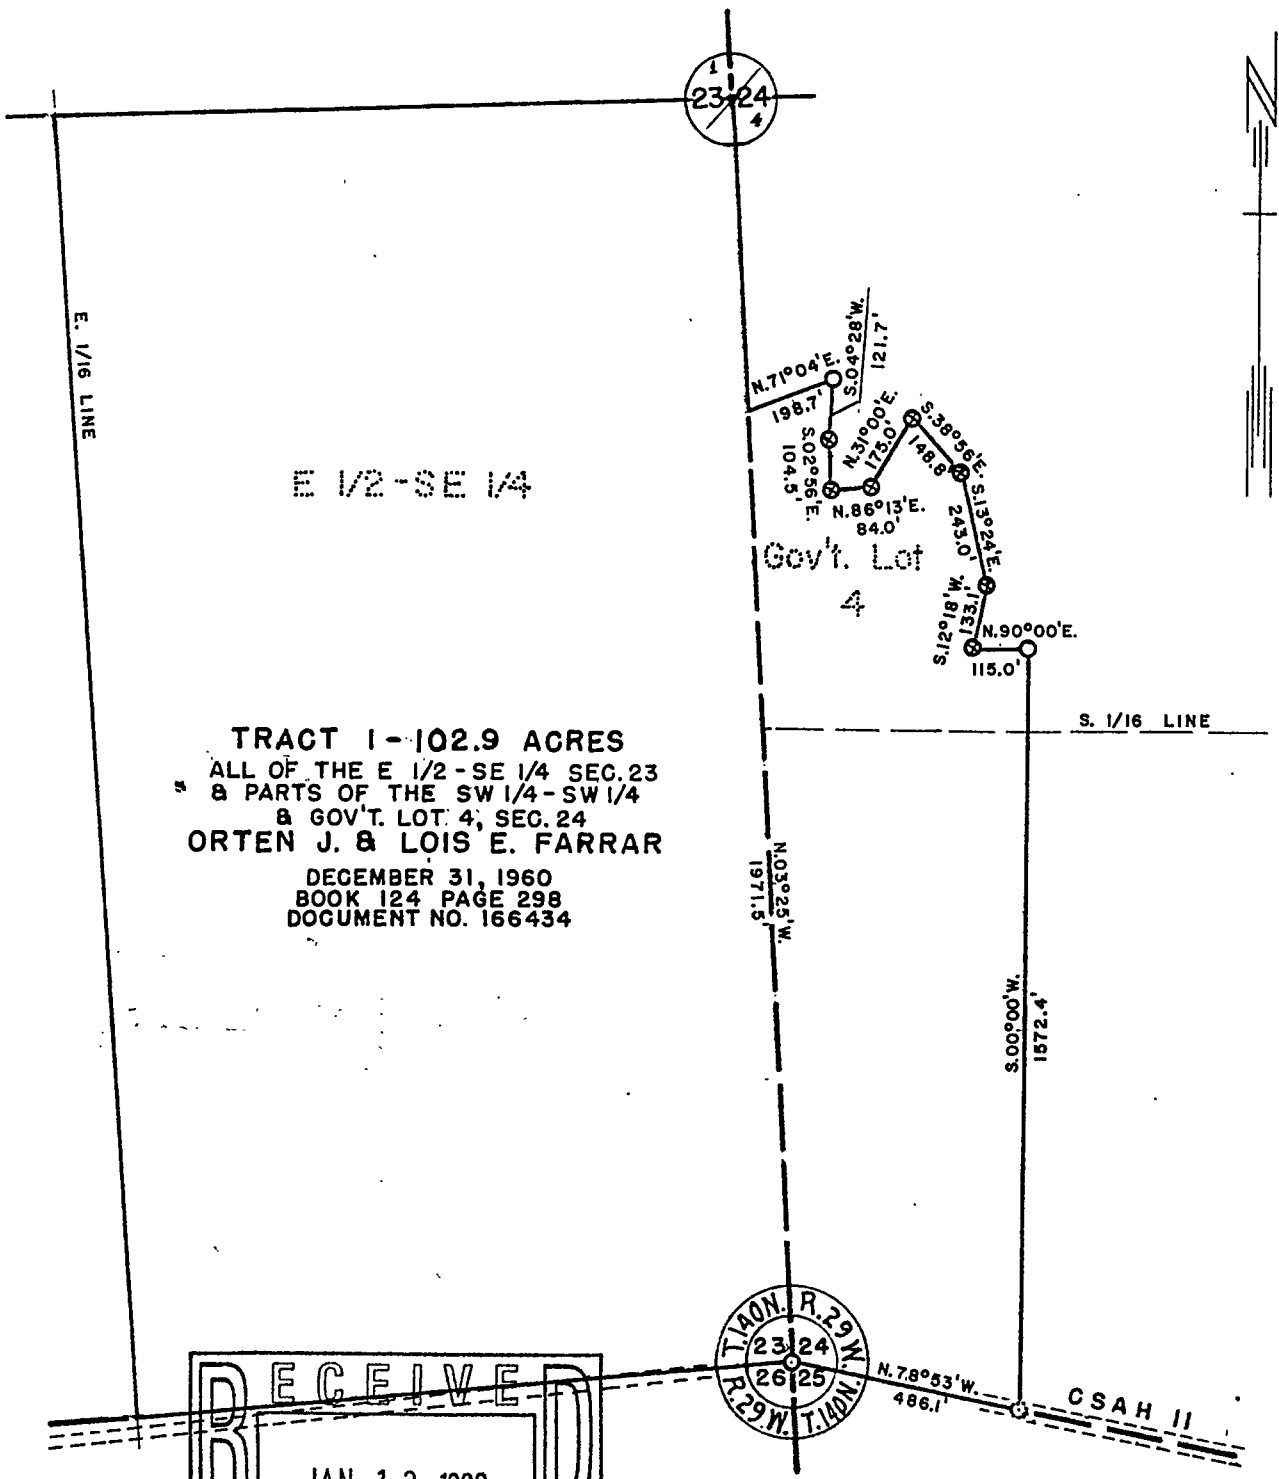 1
23 24
4
N
E. 1/16 LINE
N.71°04'E.
198.7'
S.04°28'W.
121.7'
S.02°56'E.
104.5'
N.86°13'E.
84.0'
N.31°00'E.
175.0'
S.38°56'E.
148.8'
S.13°24'E.
243.0'
S.12°18'W.
133.1'
N.90°00'E.
115.0'
E 1/2-SE 1/4
Gov't. Lot
4
S. 1/16 LINE
TRACT 1-102.9 ACRES
ALL OF THE E 1/2-SE 1/4 SEC.23
& PARTS OF THE SW 1/4-SW 1/4
& GOV'T. LOT 4, SEC. 24
ORTEN J. & LOIS E. FARRAR
DECEMBER 31, 1960
BOOK 124 PAGE 298
DOCUMENT NO. 166434
N.03°25'W.
1971.5'
S.00°00'W.
1572.4'
T.140N. R.29W.
23 24
26 25
R.29W. T.140N.
N.78°53'W.
486.1'
CSAH 11
RECEIVED